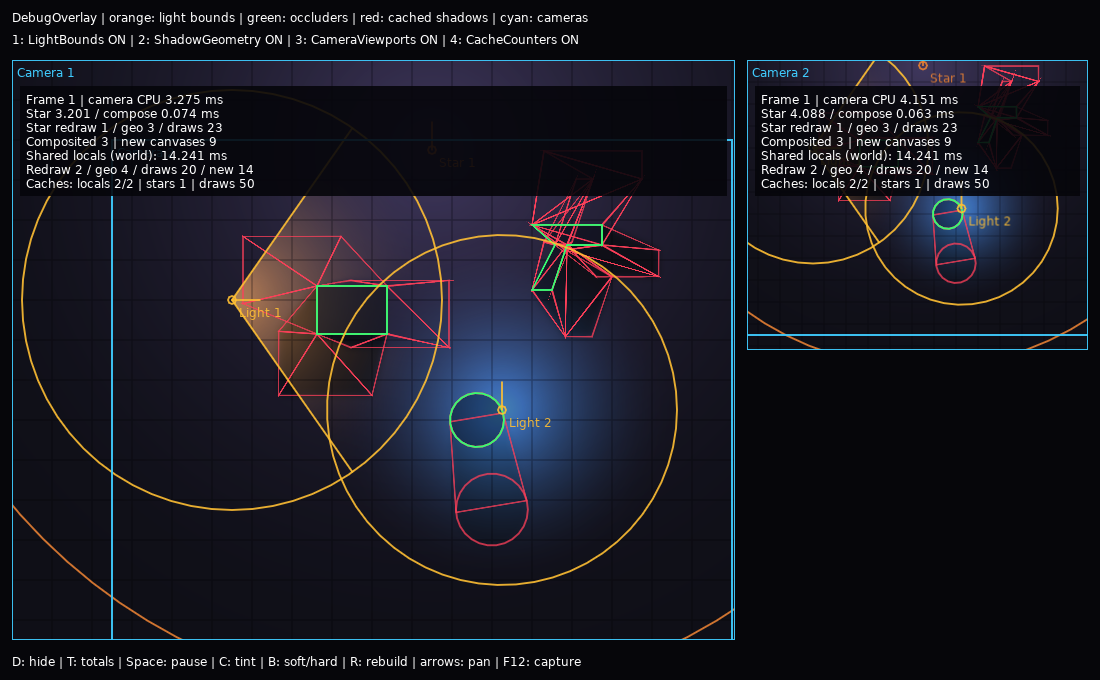 DebugOverlay | orange: light bounds | green: occluders | red: cached shadows | cyan: cameras
1: LightBounds ON | 2: ShadowGeometry ON | 3: CameraViewports ON | 4: CacheCounters ON
Camera 1
Frame 1 | camera CPU 3.275 ms
Star 3.201 / compose 0.074 ms
Star redraw 1 / geo 3 / draws 23
Composited 3 | new canvases 9
Shared locals (world): 14.241 ms
Redraw 2 / geo 4 / draws 20 / new 14
Caches: locals 2/2 | stars 1 | draws 50
Star 1
Light 1
Light 2
Camera 2
Star 1
Frame 1 | camera CPU 4.151 ms
Star 4.088 / compose 0.063 ms
Star redraw 1 / geo 3 / draws 23
Composited 3 | new canvases 9
Shared locals (world): 14.241 ms
Redraw 2 / geo 4 / draws 20 / new 14
Caches: locals 2/2 | stars 1 | draws 50
Light 2
D: hide | T: totals | Space: pause | C: tint | B: soft/hard | R: rebuild | arrows: pan | F12: capture